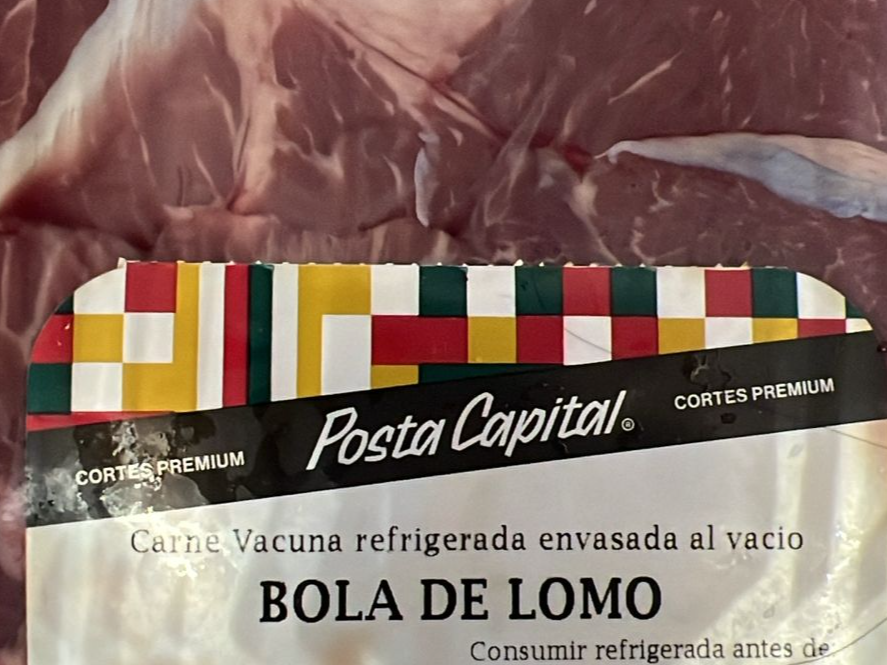 CORTES PREMIUM Posta Capital® CORTES PREMIUM
Carne Vacuna refrigerada envasada al vacio
BOLA DE LOMO
Consumir refrigerada antes de